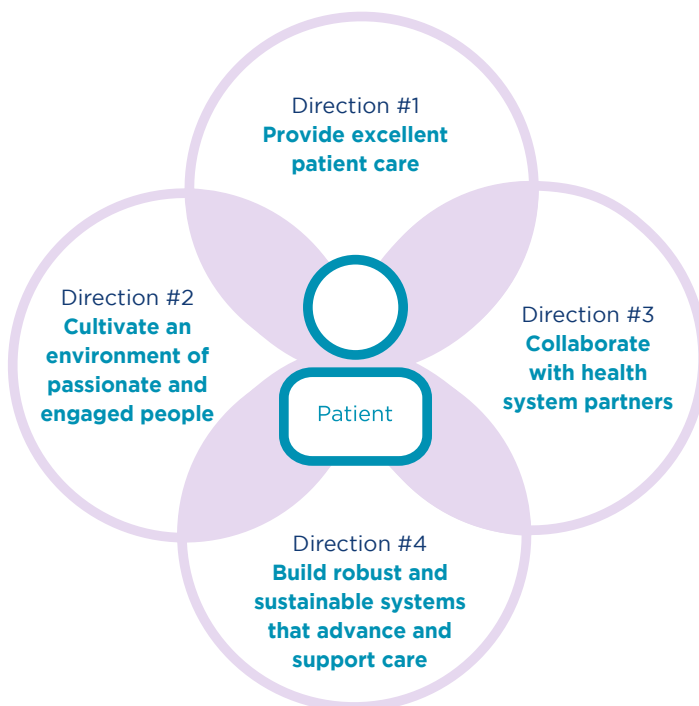 Direction #1
Provide excellent
patient care
Direction #2
Cultivate an
environment of
passionate and
engaged people
Direction #3
Collaborate
with health
system partners
Patient
Direction #4
Build robust and
sustainable systems
that advance and
support care